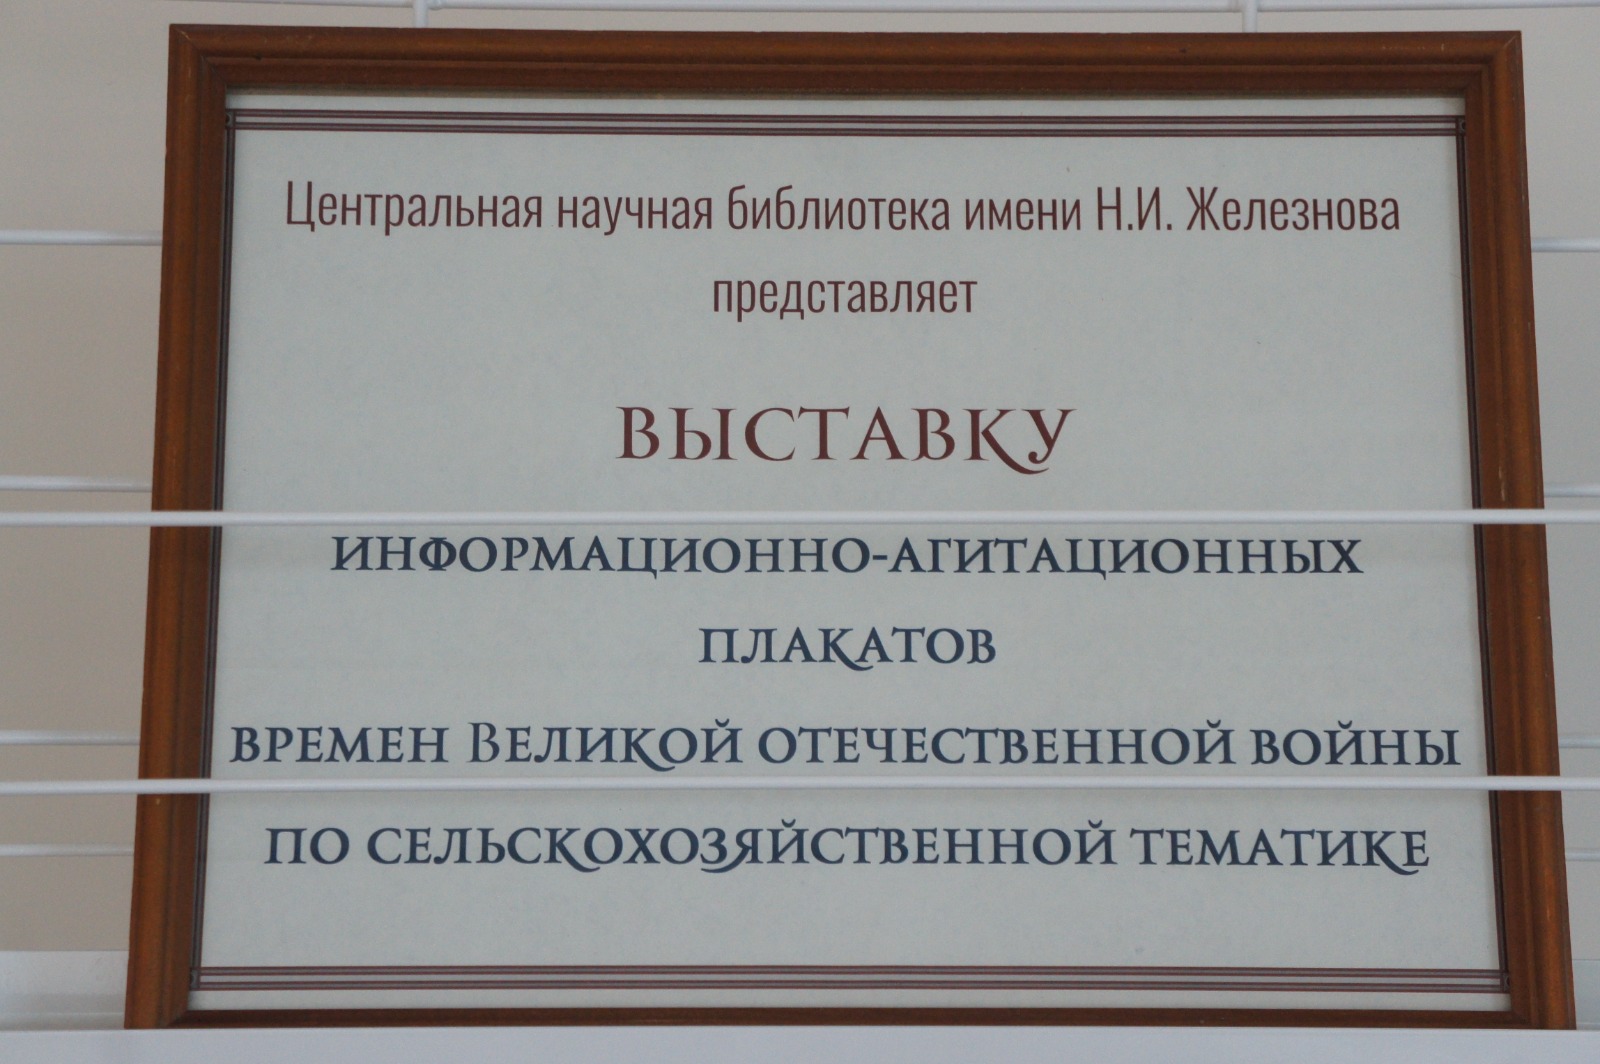 Центральная научная библиотека имени Н.И. Железнова
представляет
ВЫСТАВКУ
ИНФОРМАЦИОННО-АГИТАЦИОННЫХ
ПЛАКАТОВ
ВРЕМЕН ВЕЛИКОЙ ОТЕЧЕСТВЕННОЙ ВОЙНЫ
ПО СЕЛЬСКОХОЗЯЙСТВЕННОЙ ТЕМАТИКЕ